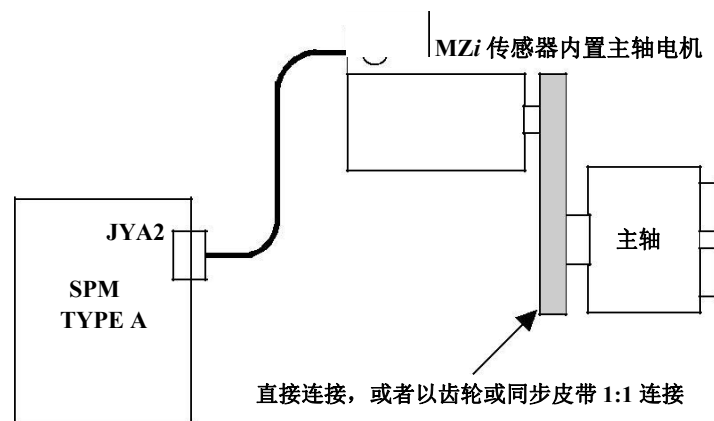 MZi 传感器内置主轴电机
JYA2
主轴
SPM
TYPE A
直接连接，或者以齿轮或同步皮带 1:1 连接